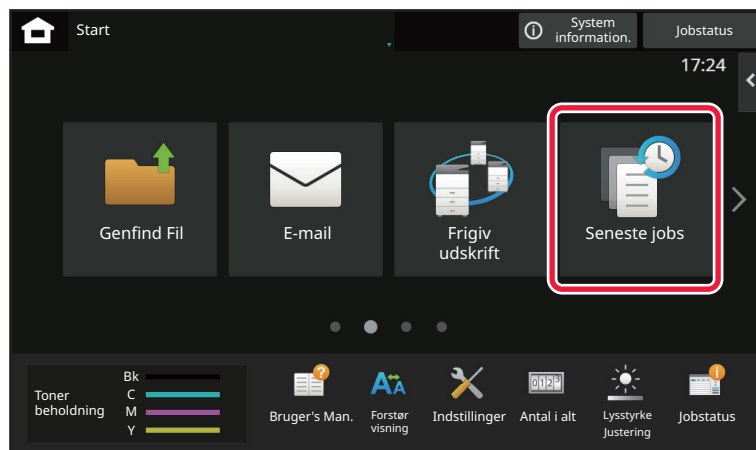 Start
System
information.
Jobstatus
17:24
Genfind Fil
E-mail
Frigiv
udskrift
Seneste jobs
Toner
beholdning
Bk
C
M
Y
Bruger's Man.
Forstør
visning
Indstillinger
0123
Antal i alt
Lysstyrke
Justering
Jobstatus